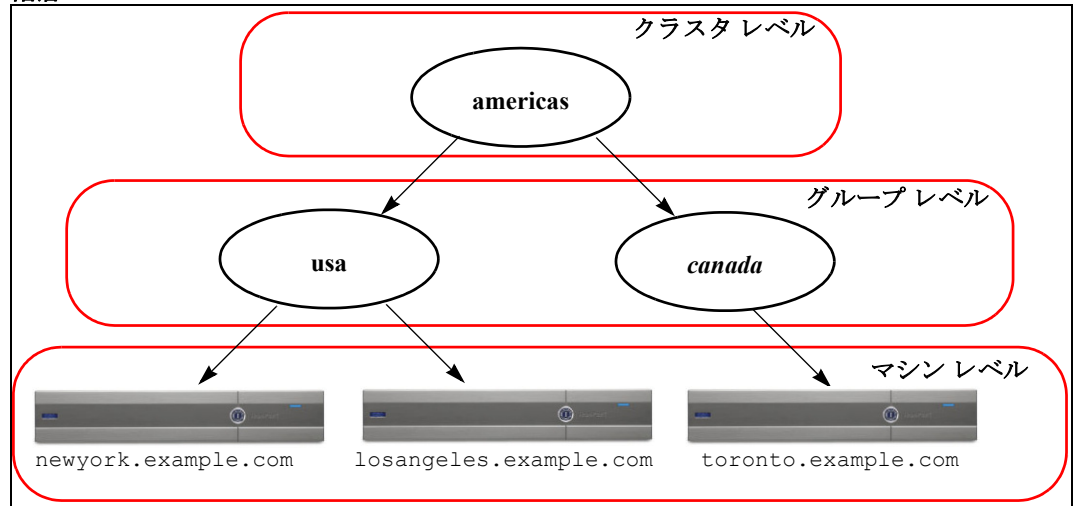 クラスタ レベル
americas
グループ レベル
usa
canada
マシン レベル
newyork.example.com
losangeles.example.com
toronto.example.com